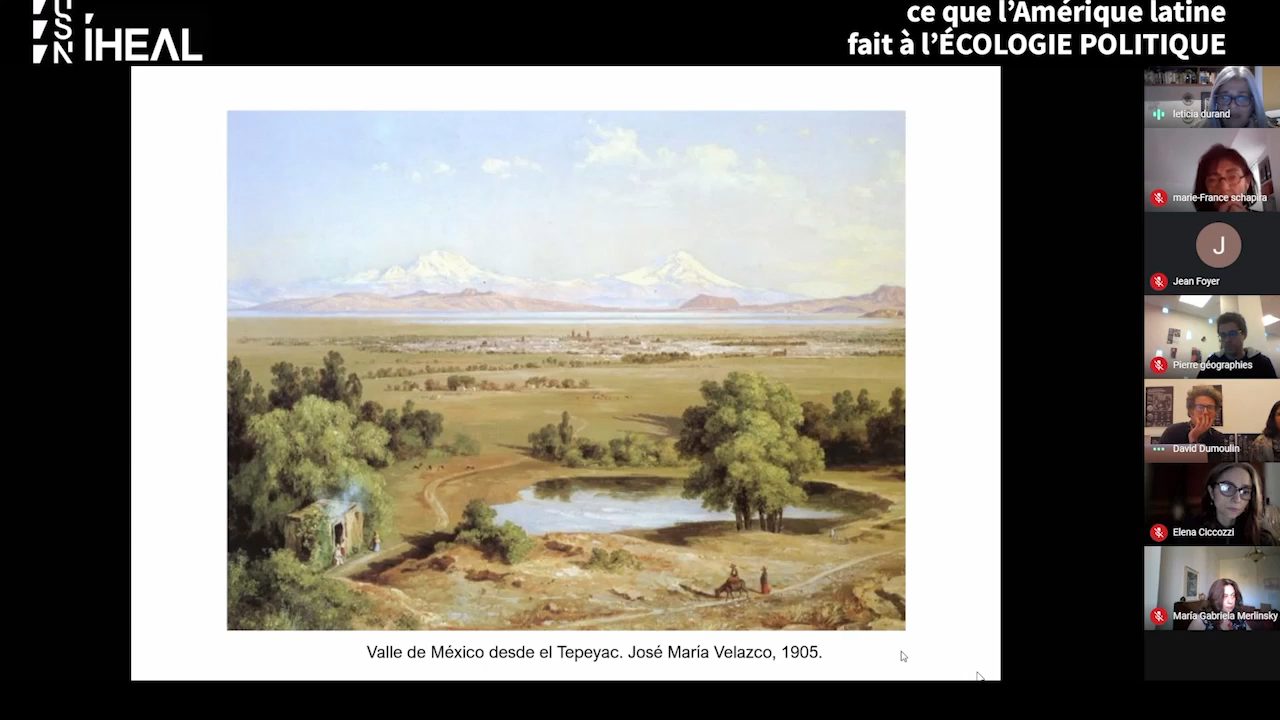 USN
iHEAL
ce que l'Amérique latine
fait à l'ÉCOLOGIE POLITIQUE
leticia durand
marie-France schapira
J
Jean Foyer
Pierre géographies
David Dumoulin
Elena Ciccozzi
María Gabriela Merlinsky
Valle de México desde el Tepeyac. José María Velazco, 1905.